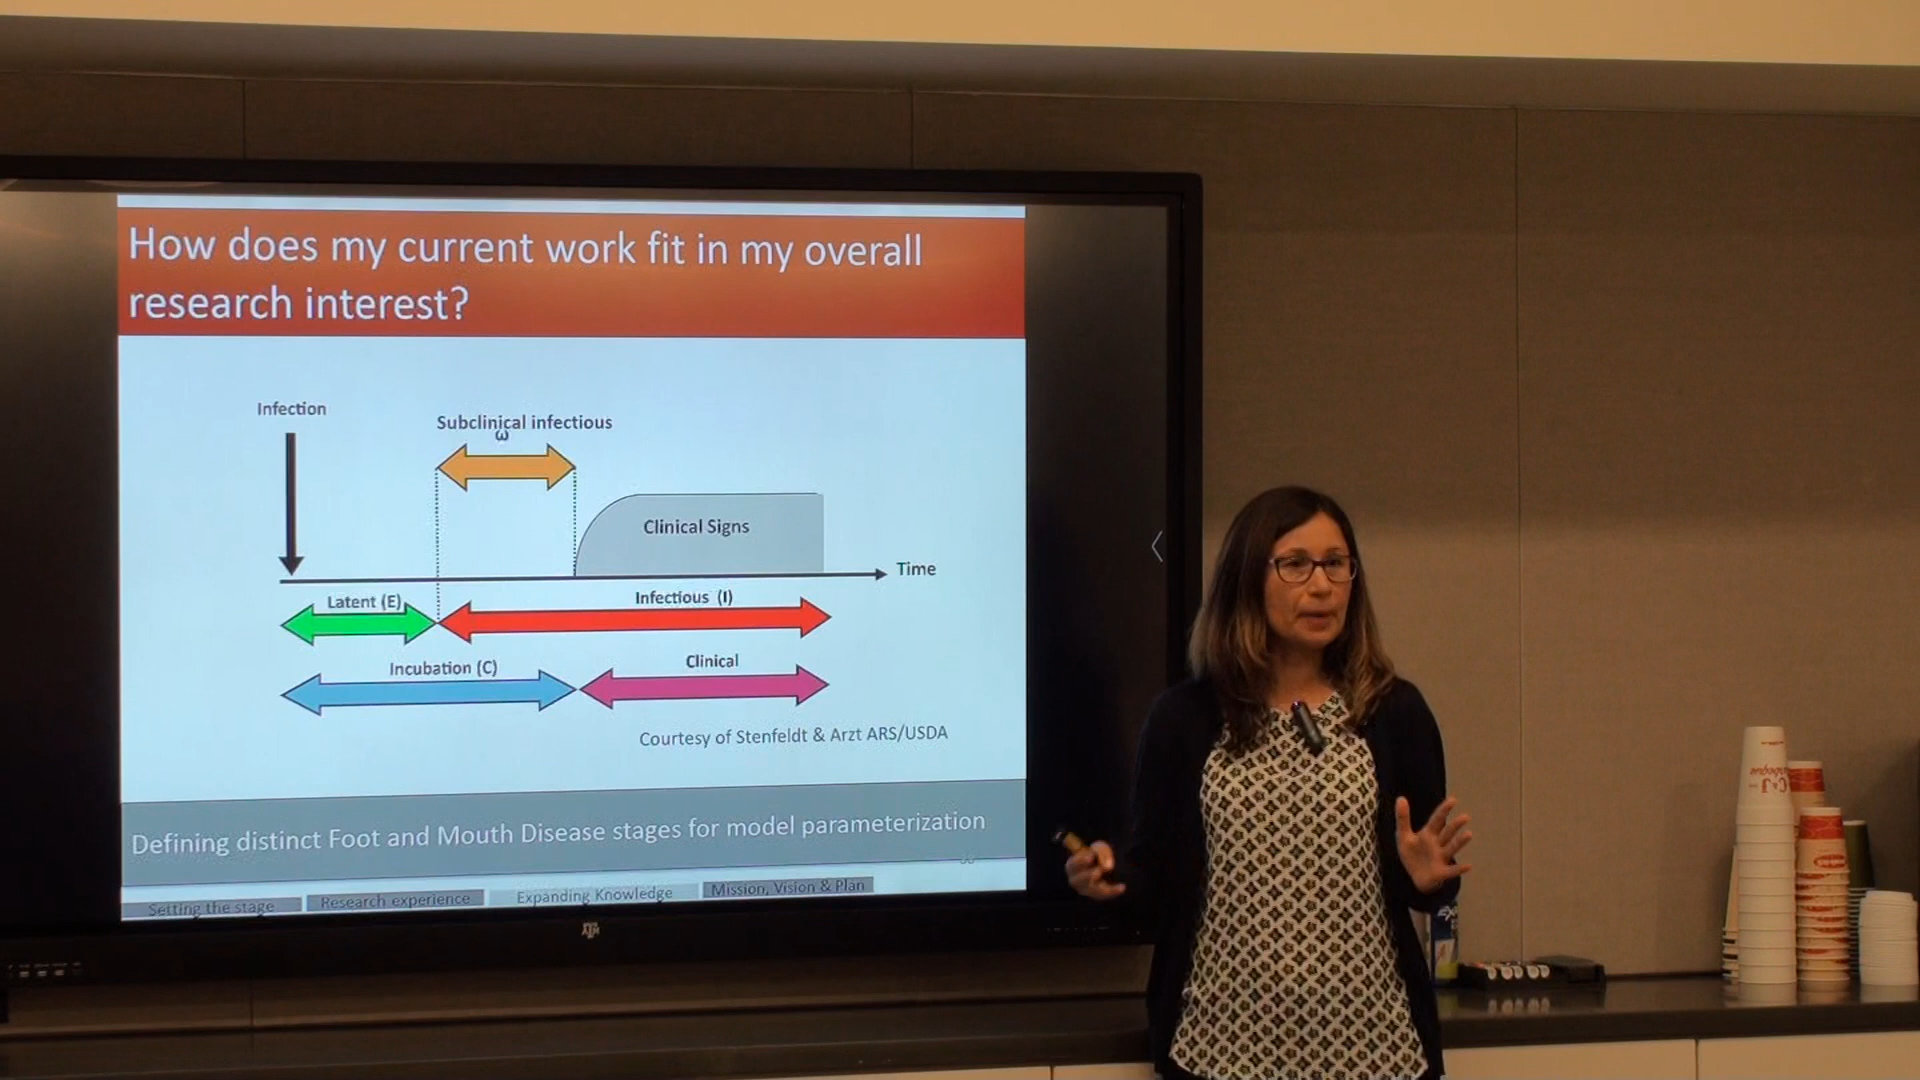 How does my current work fit in my overall
research interest?
Infection
Subclinical infectious
ω
Clinical Signs
Time
Latent (E)
Infectious (I)
Incubation (C)
Clinical
Courtesy of Stenfeldt & Arzt ARS/USDA
Defining distinct Foot and Mouth Disease stages for model parameterization
Setting the stage
Research experience
Expanding Knowledge
Mission, Vision & Plan